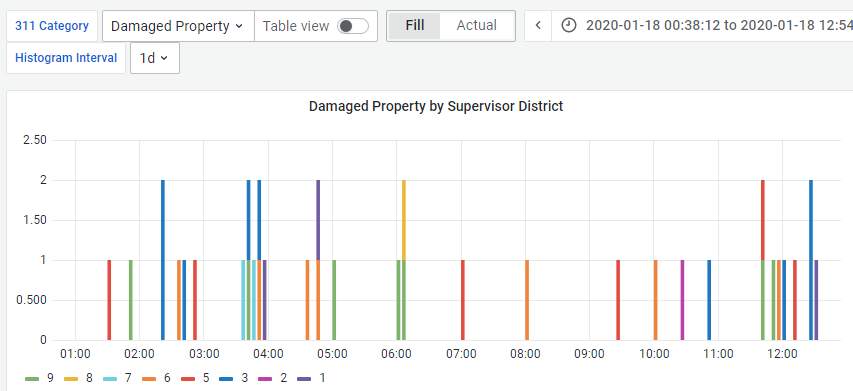 311 Category Damaged Property Table view Fill Actual 2020-01-18 00:38:12 to 2020-01-18 12:54
Histogram Interval 1d
Damaged Property by Supervisor District
2.50
2
1.50
1
0.500
0
01:00 02:00 03:00 04:00 05:00 06:00 07:00 08:00 09:00 10:00 11:00 12:00
9 8 7 6 5 3 2 1